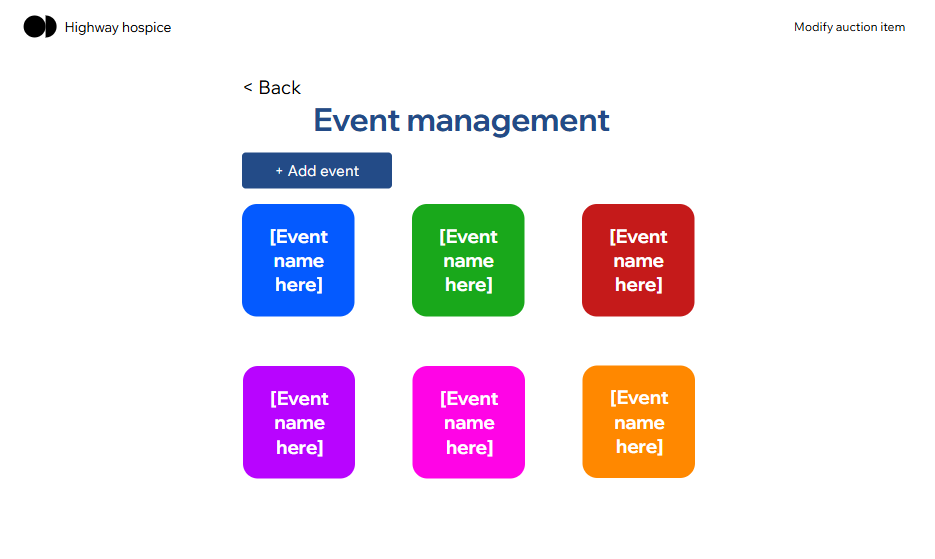 Highway hospice
Modify auction item
< Back
Event management
+ Add event
[Event
name
here]
[Event
name
here]
[Event
name
here]
[Event
name
here]
[Event
name
here]
[Event
name
here]